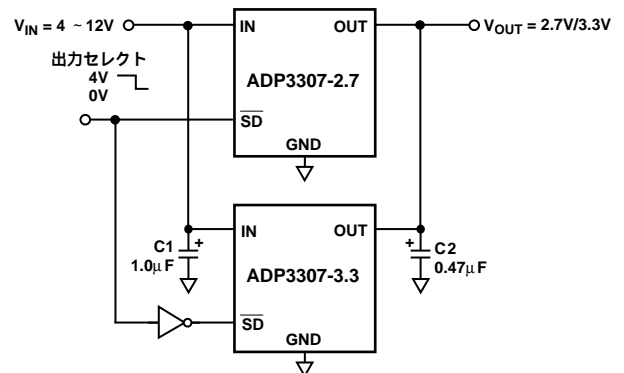 VIN = 4 ~12V
IN
OUT
VOUT = 2.7V/3.3V
出力セレクト
4V
0V
ADP3307-2.7
SD
GND
IN
OUT
C1
+
1.0μF
+
C2
0.47μF
ADP3307-3.3
SD
GND